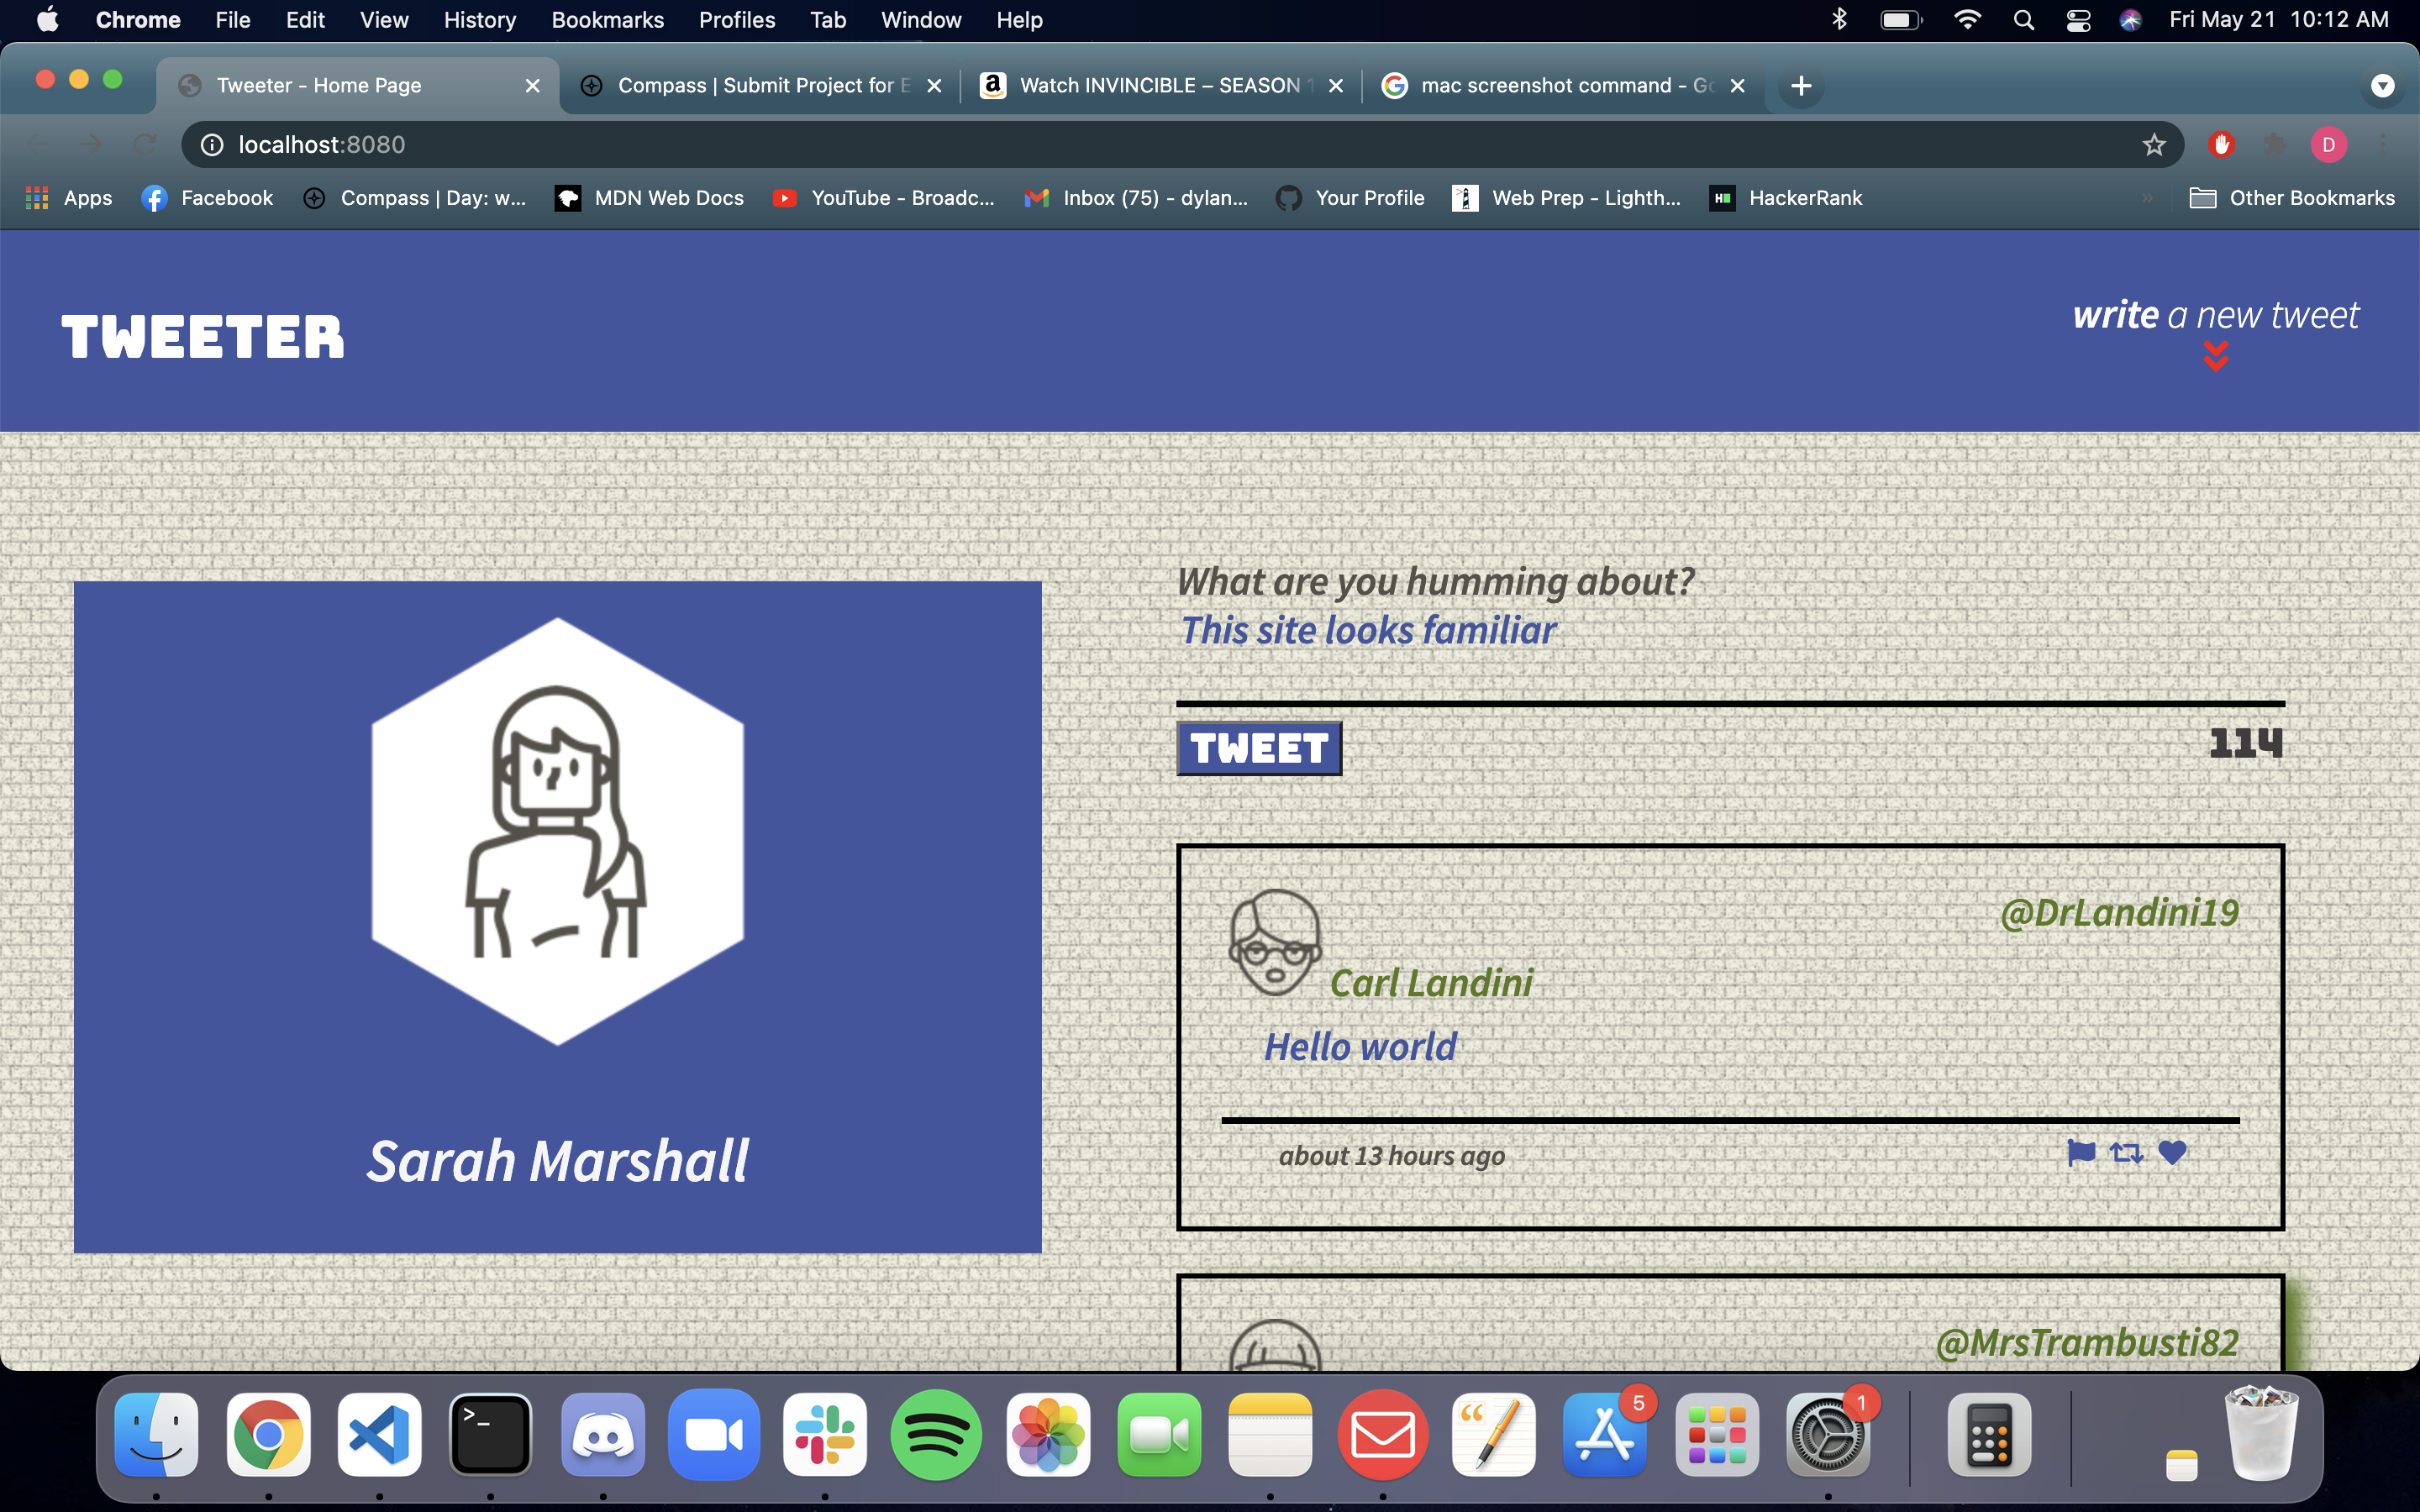 Chrome File Edit View History Bookmarks Profiles Tab Window Help Fri May 21 10:12 AM
Tweeter - Home Page Compass | Submit Project for E Watch INVINCIBLE – SEASON 1 mac screenshot command - Go
localhost:8080 D
Apps Facebook Compass | Day: w... MDN Web Docs YouTube - Broadc... Inbox (75) - dylan... Your Profile Web Prep - Lighth... HackerRank » Other Bookmarks
TWEETER
write a new tweet
What are you humming about?
This site looks familiar
TWEET 114
@DrLandini19
Carl Landini
Hello world
about 13 hours ago
Sarah Marshall
@MrsTrambusti82
5 1